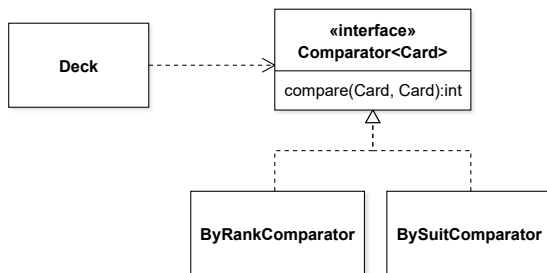 Deck
«interface»
Comparator<Card>
compare(Card, Card):int
ByRankComparator
BySuitComparator